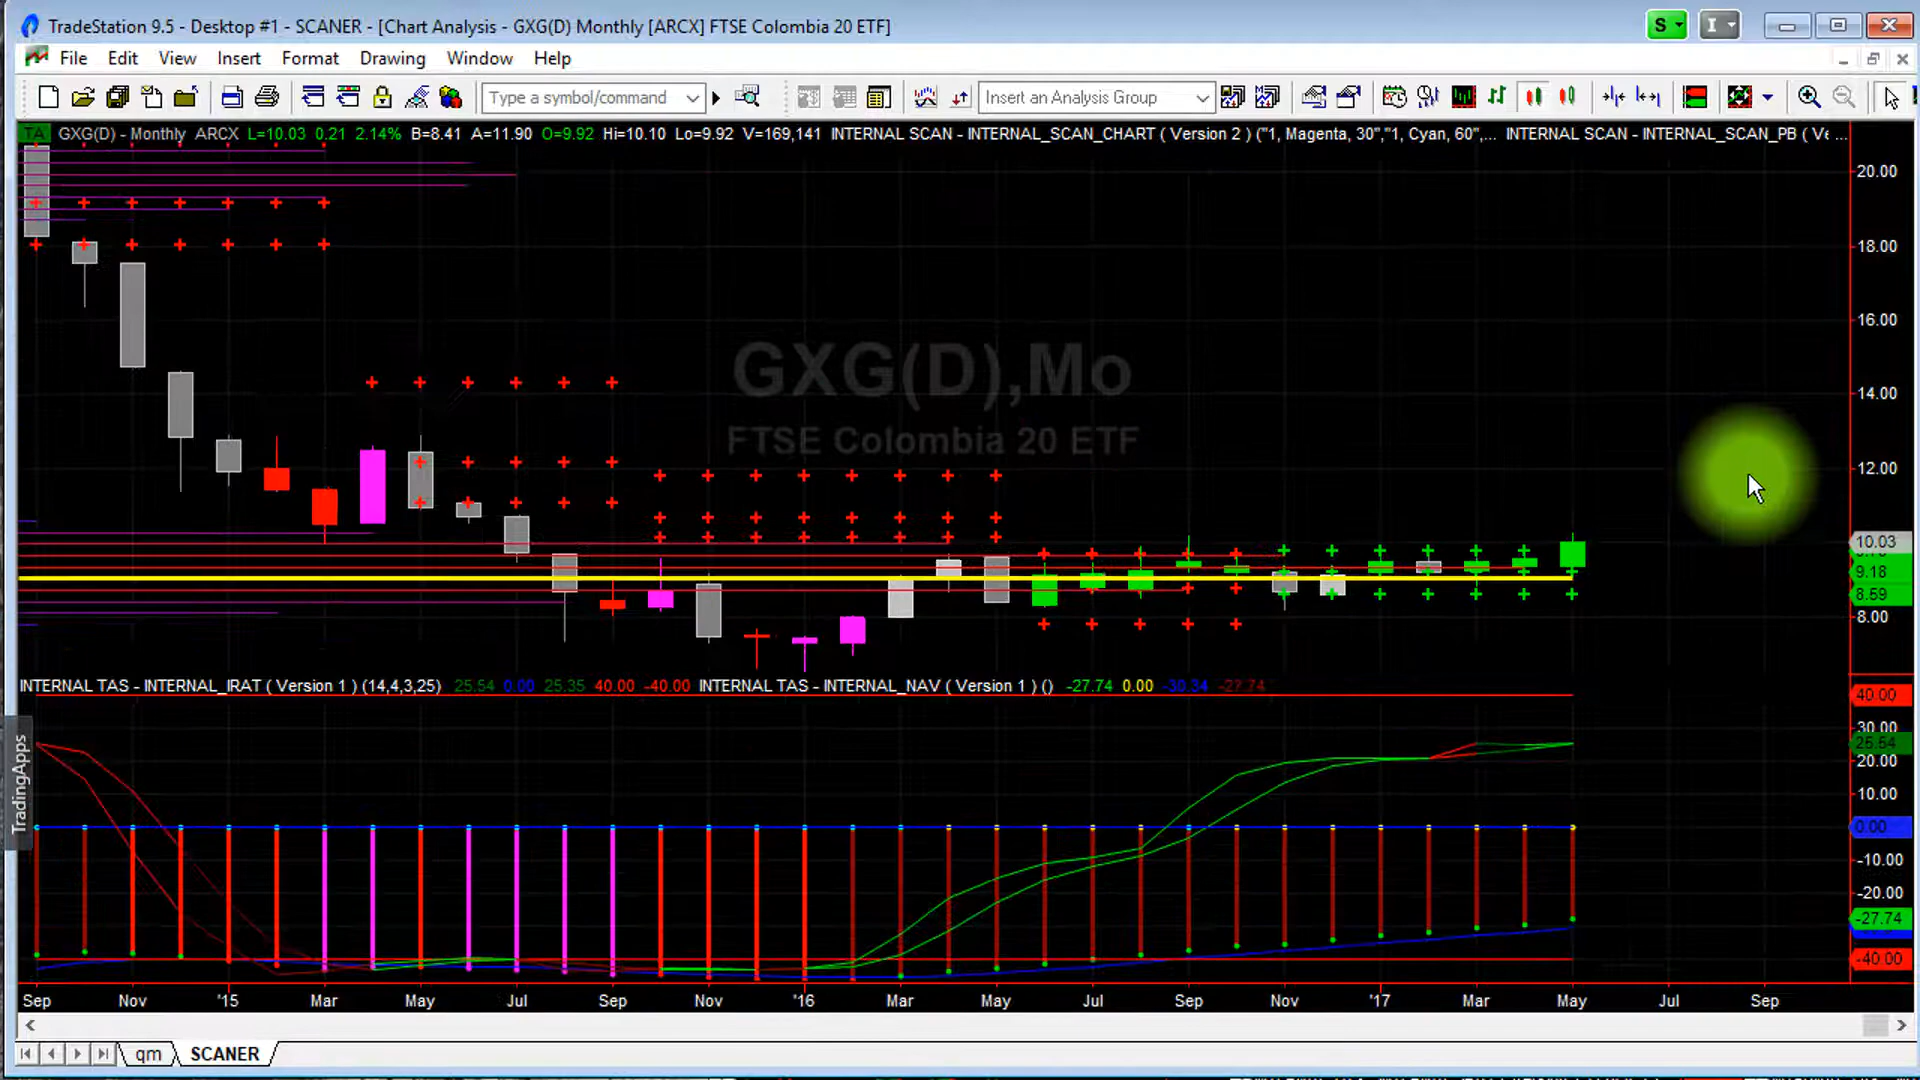 TradeStation 9.5 - Desktop #1 - SCANER - [Chart Analysis - GXG(D) Monthly [ARCX] FTSE Colombia 20 ETF]
S
I
File Edit View Insert Format Drawing Window Help
Type a symbol/command
Insert an Analysis Group
TA GXG(D) - Monthly ARCX L=10.03 0.21 2.14% B=8.41 A=11.90 O=9.92 Hi=10.10 Lo=9.92 V=169,141 INTERNAL SCAN - INTERNAL_SCAN_CHART ( Version 2 ) ("1, Magenta, 30","1, Cyan, 60",... INTERNAL SCAN - INTERNAL_SCAN_PB ( Ve ...
20.00
18.00
16.00
GXG(D),Mo
14.00
FTSE Colombia 20 ETF
12.00
10.03
9.18
8.59
8.00
INTERNAL TAS - INTERNAL_IRAT ( Version 1 ) (14,4,3,25) 25.54 0.00 25.35 40.00 -40.00 INTERNAL TAS - INTERNAL_NAV ( Version 1 ) () -27.74 0.00 -30.34 -27.74
40.00
30.00
25.54
20.00
10.00
0.00
-10.00
-20.00
-27.74
-40.00
TradingApps
Sep Nov '15 Mar May Jul Sep Nov '16 Mar May Jul Sep Nov '17 Mar May Jul Sep
qm SCANER